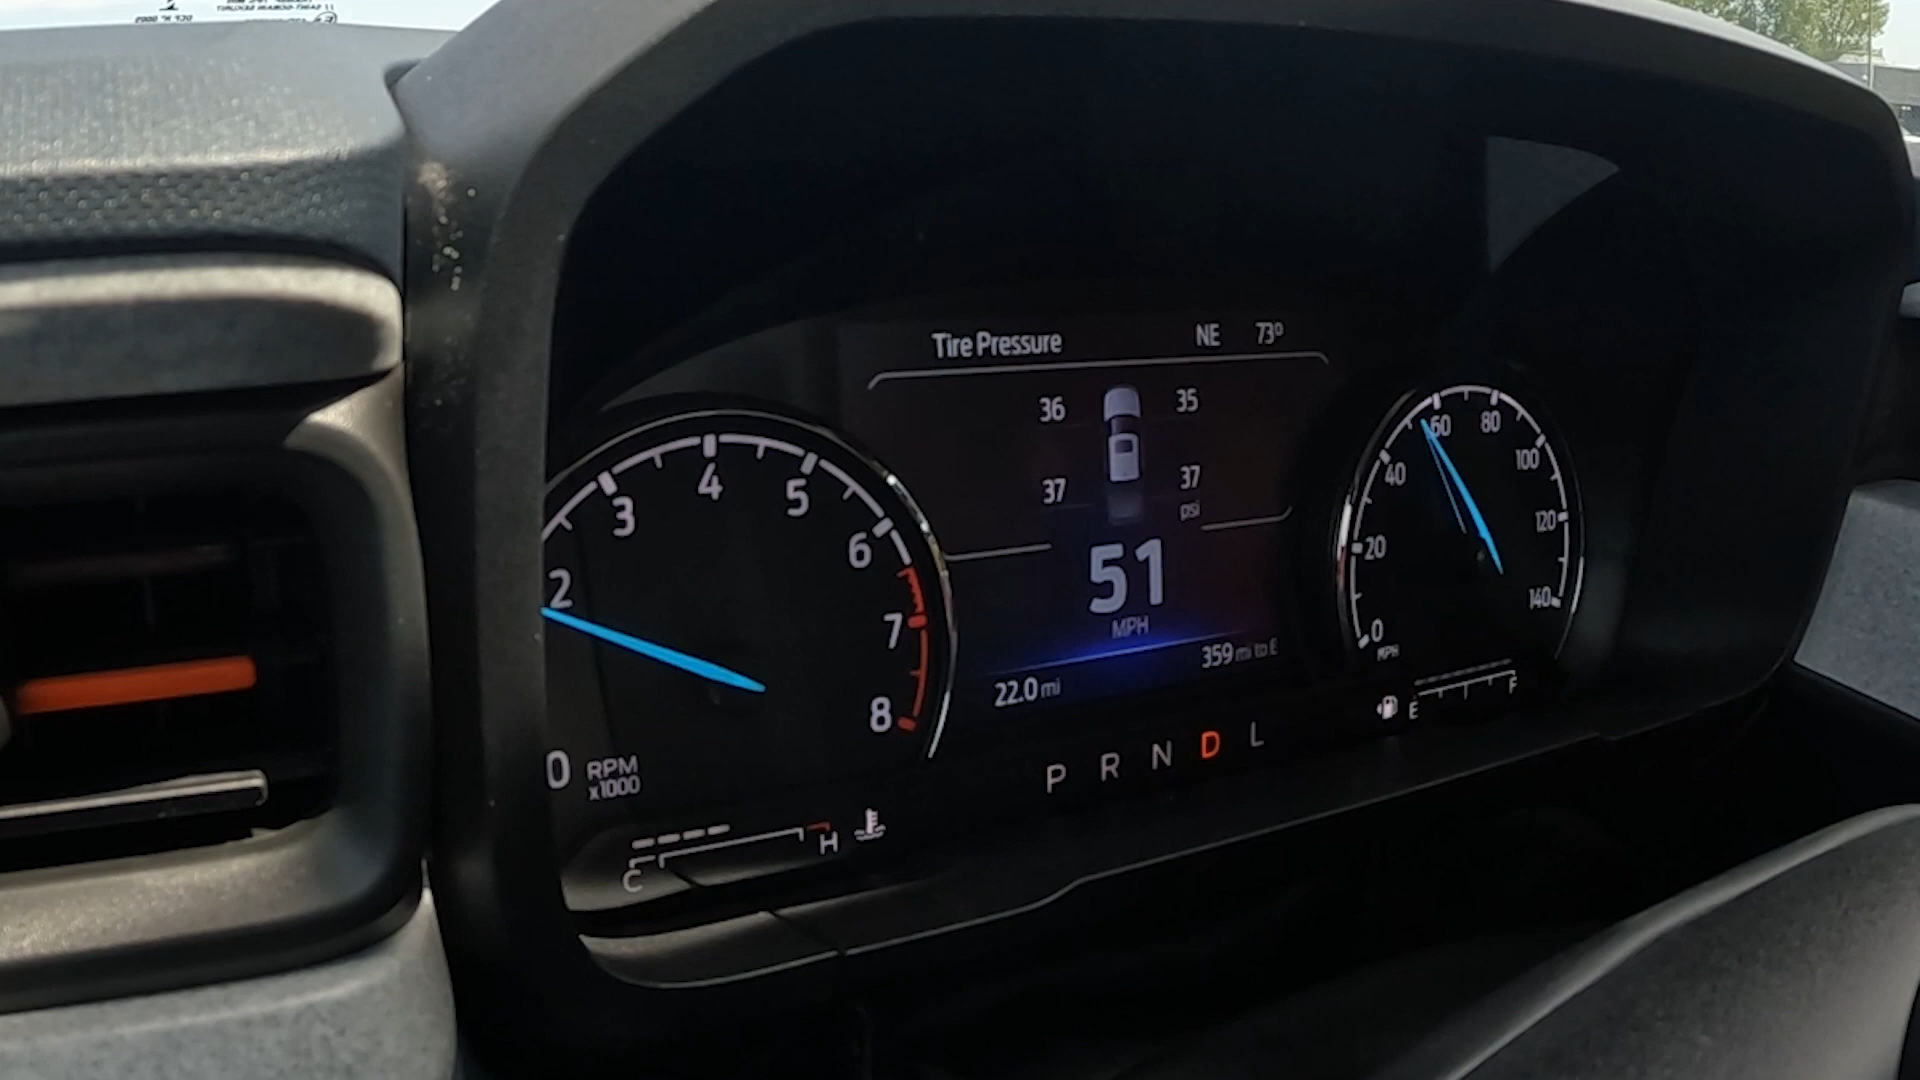 Tire Pressure NE 73°
36 35
37 37
psi
51
MPH
22.0 mi 359 mi to E
P R N D L
0 2 3 4 5 6 7 8
RPM
x1000
C H
0 20 40 60 80 100 120 140
MPH
E F